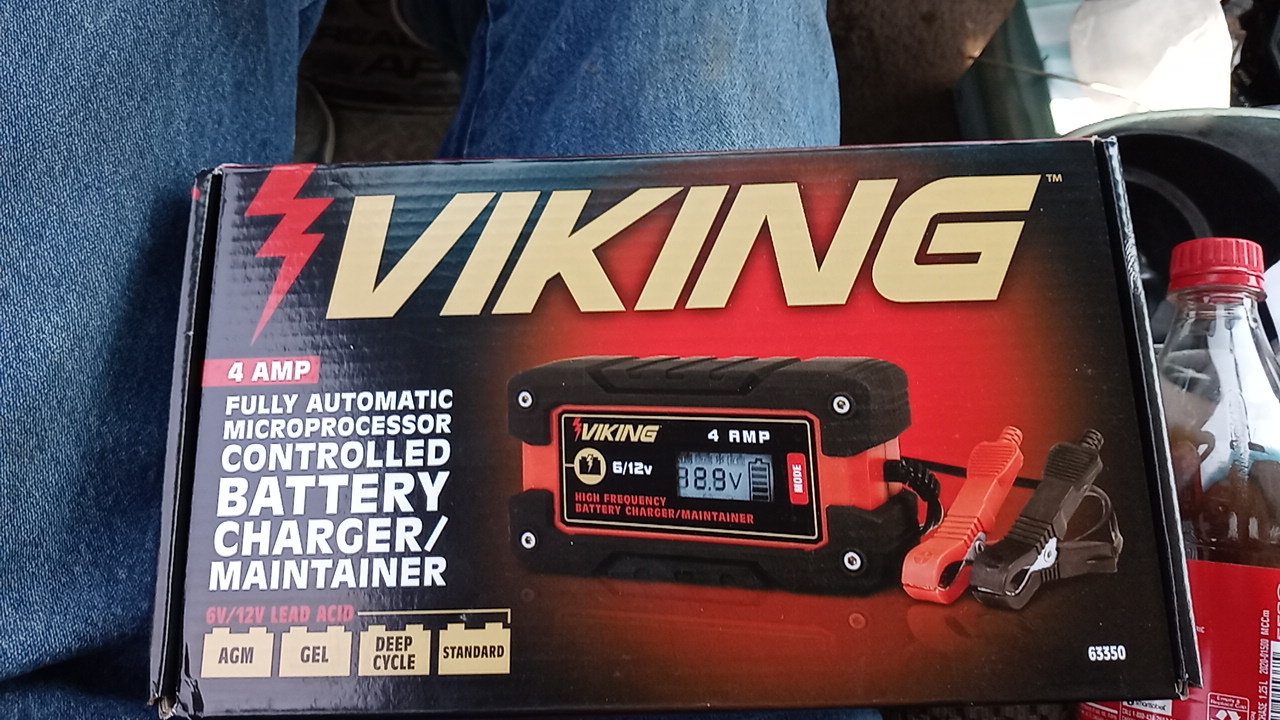 VIKING™
4 AMP
FULLY AUTOMATIC
MICROPROCESSOR
CONTROLLED
BATTERY
CHARGER/
MAINTAINER
6V/12V LEAD ACID
AGM
GEL
DEEP
CYCLE
STANDARD
VIKING
4 AMP
6/12v
88.8V
MODE
HIGH FREQUENCY
BATTERY CHARGER/MAINTAINER
63350